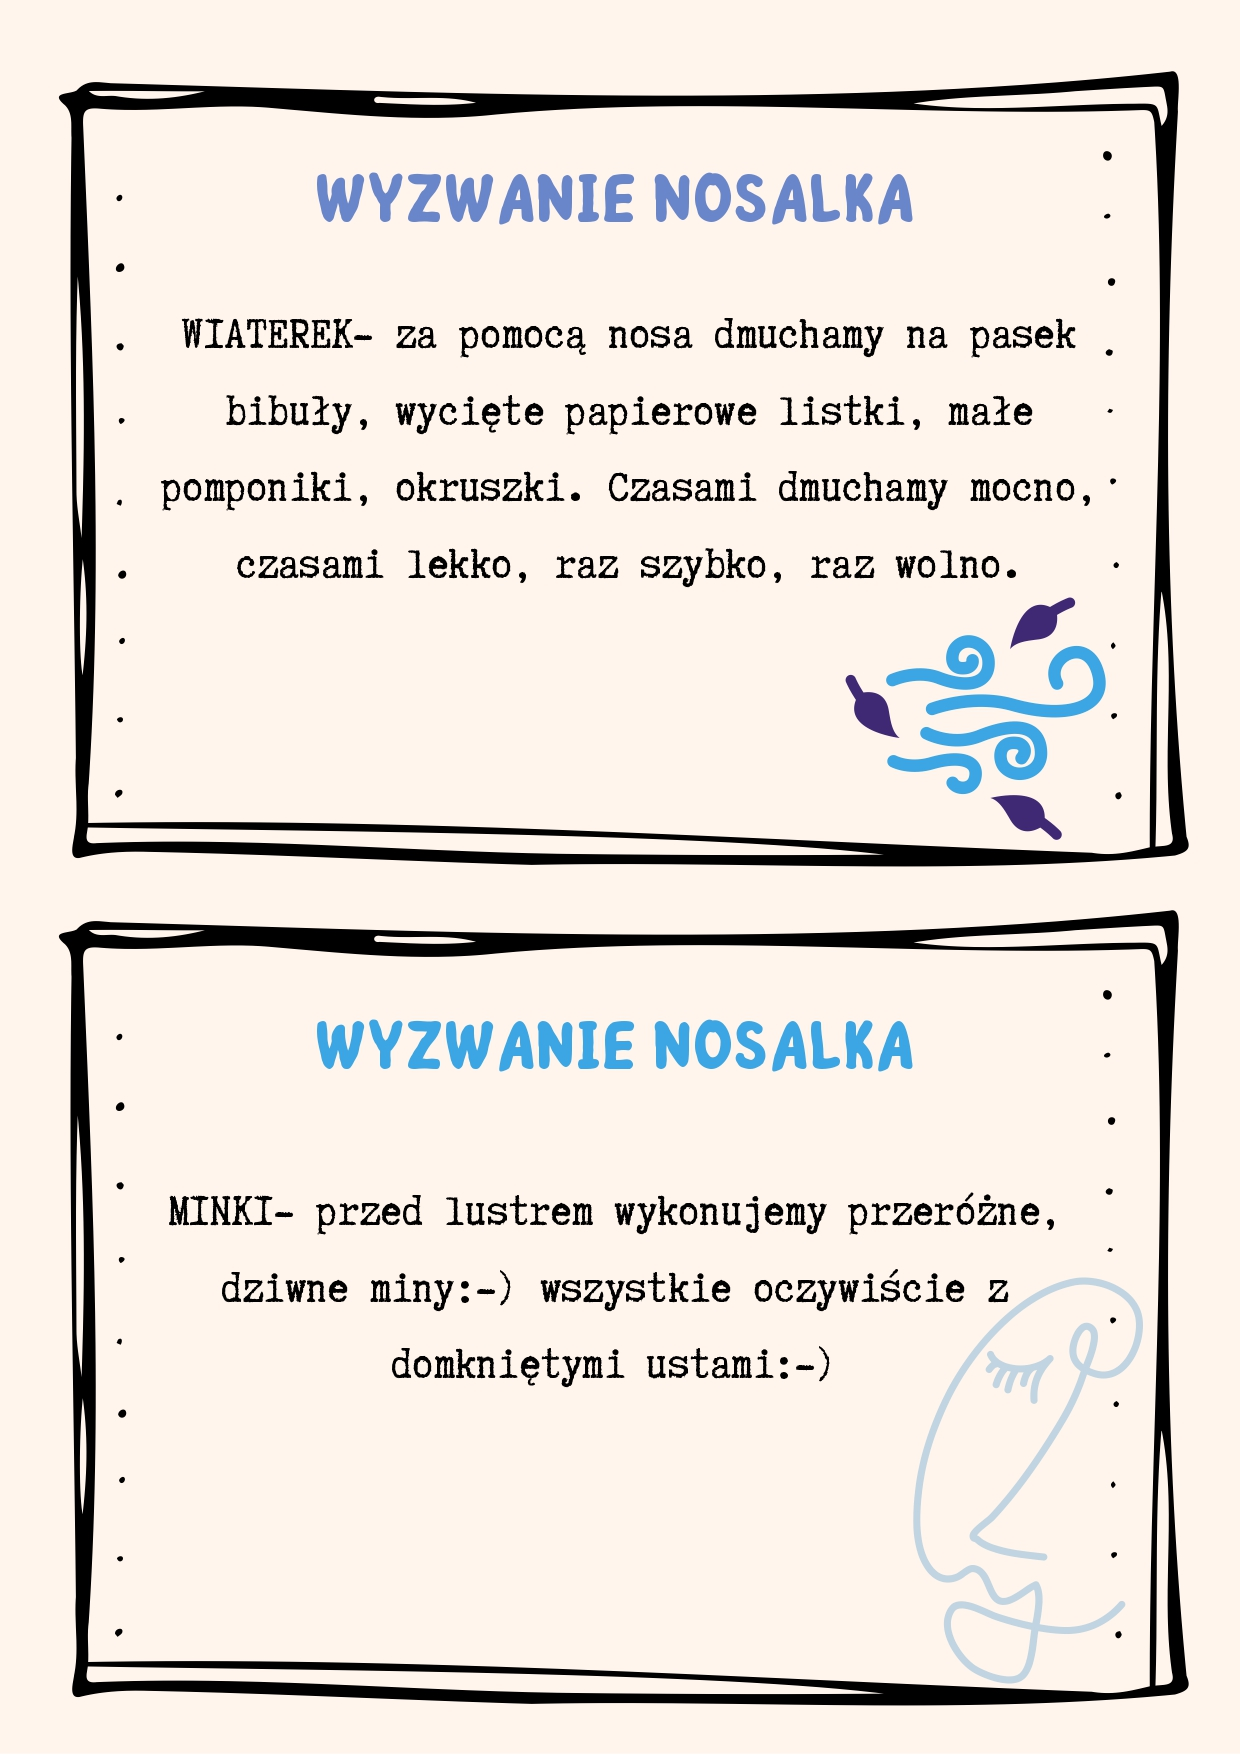 WYZWANIE NOSALKA
WIATEREK- za pomocą nosa dmuchamy na pasek
bibuły, wycięte papierowe listki, małe
pomponiki, okruszki. Czasami dmuchamy mocno,
czasami lekko, raz szybko, raz wolno.
WYZWANIE NOSALKA
MINKI- przed lustrem wykonujemy przeróżne,
dziwne miny:-) wszystkie oczywiście z
domkniętymi ustami:-)